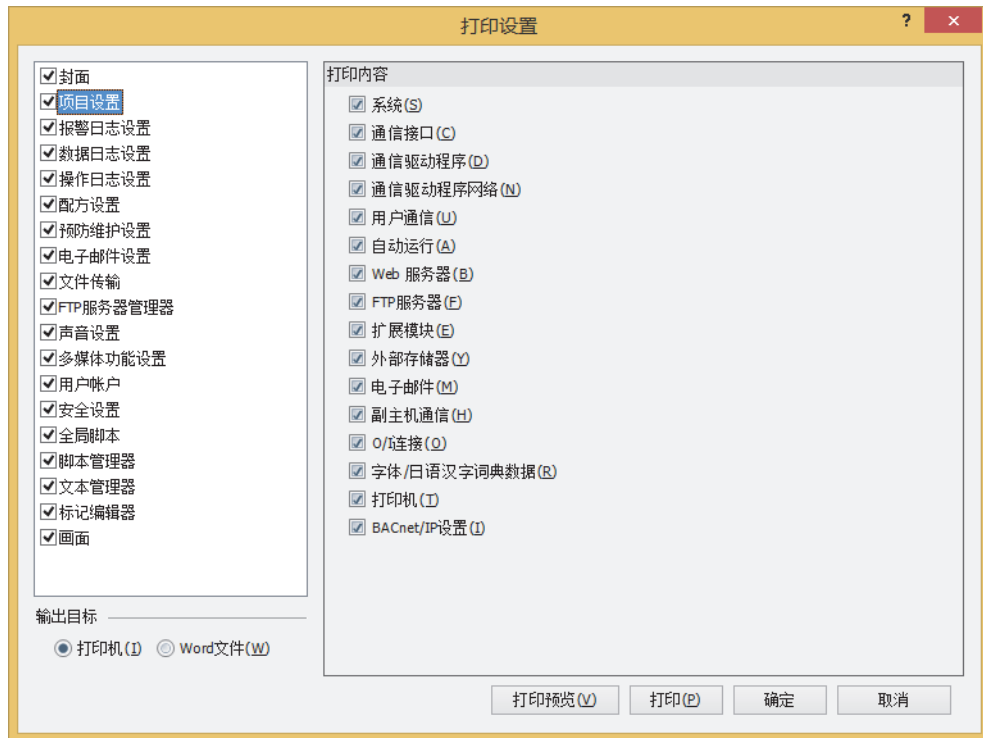 打印设置
?
封面
项目设置
报警日志设置
数据日志设置
操作日志设置
配方设置
预防维护设置
电子邮件设置
文件传输
FTP服务器管理器
声音设置
多媒体功能设置
用户帐户
安全设置
全局脚本
脚本管理器
文本管理器
标记编辑器
画面
输出目标
打印机(I) Word文件(W)
打印内容
系统(S)
通信接口(C)
通信驱动程序(D)
通信驱动程序网络(N)
用户通信(U)
自动运行(A)
Web 服务器(B)
FTP服务器(F)
扩展模块(E)
外部存储器(Y)
电子邮件(M)
副主机通信(H)
O/I连接(O)
字体/日语汉字词典数据(R)
打印机(T)
BACnet/IP设置(I)
打印预览(V) 打印(P) 确定 取消